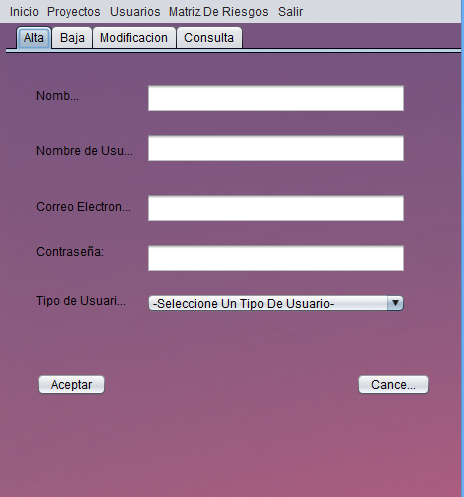 Inicio Proyectos Usuarios Matriz De Riesgos Salir
Alta Baja Modificacion Consulta
Nomb...
Nombre de Usu...
Correo Electron...
Contraseña:
Tipo de Usuari... -Seleccione Un Tipo De Usuario-
Aceptar Cance...